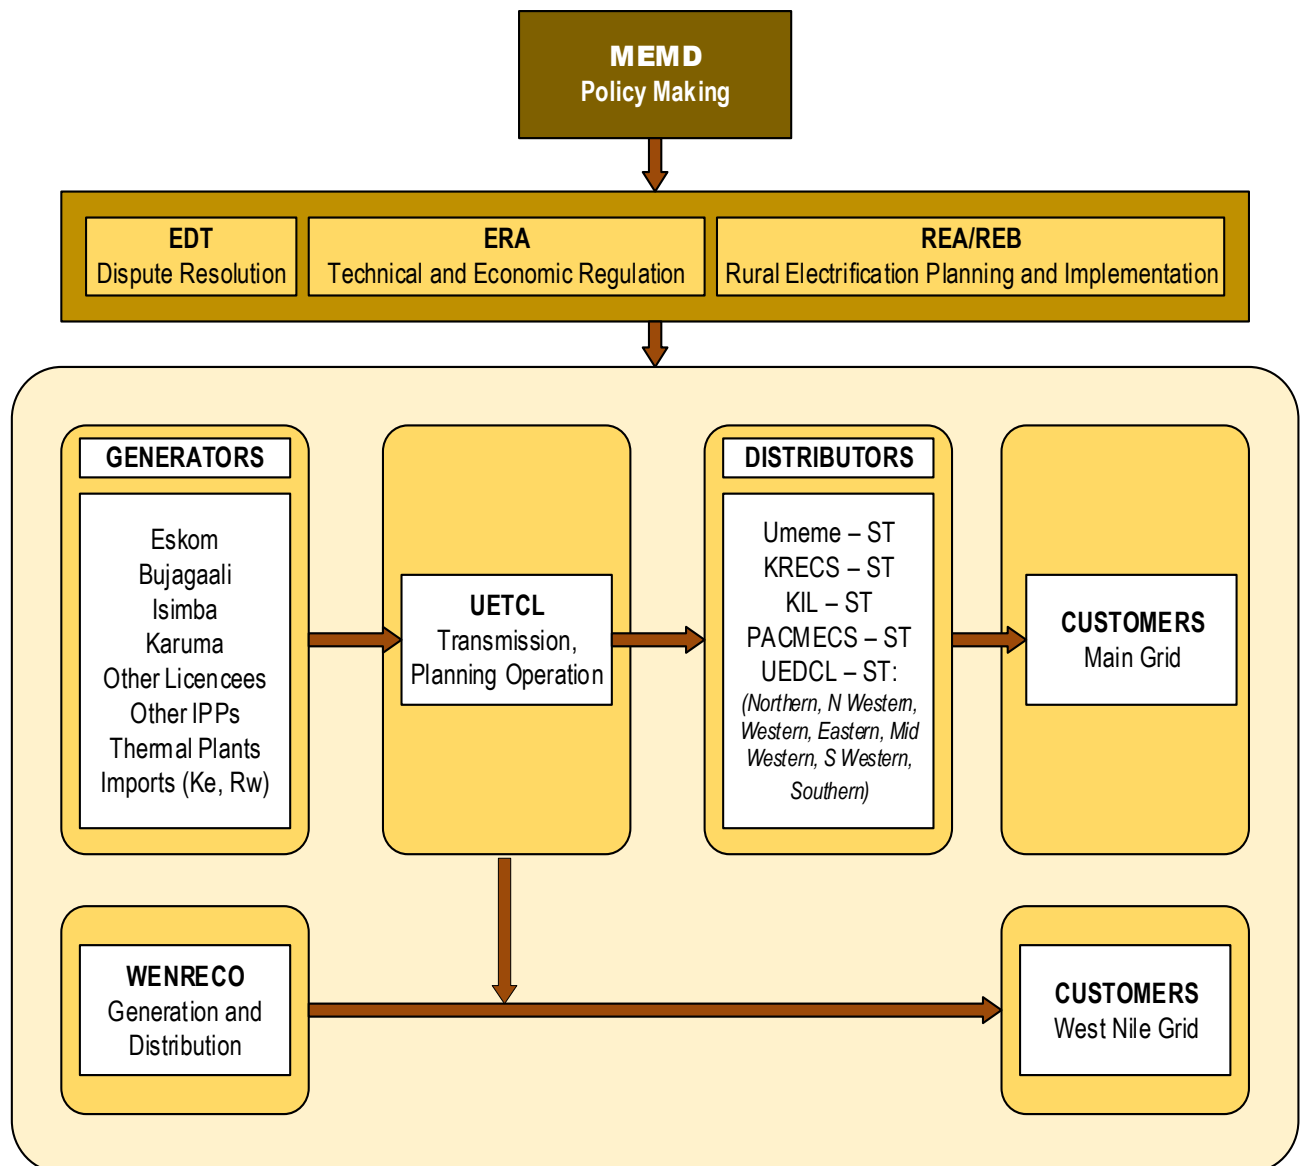 MEMD
Policy Making
EDT
Dispute Resolution
ERA
Technical and Economic Regulation
REA/REB
Rural Electrification Planning and Implementation
GENERATORS
Eskom
Bujagaali
Isimba
Karuma
Other Licencees
Other IPPs
Thermal Plants
Imports (Ke, Rw)
UETCL
Transmission,
Planning Operation
DISTRIBUTORS
Umeme – ST
KRECS – ST
KIL – ST
PACMECS – ST
UEDCL – ST:
(Northern, N Western,
Western, Eastern, Mid
Western, S Western,
Southern)
CUSTOMERS
Main Grid
WENRECO
Generation and
Distribution
CUSTOMERS
West Nile Grid